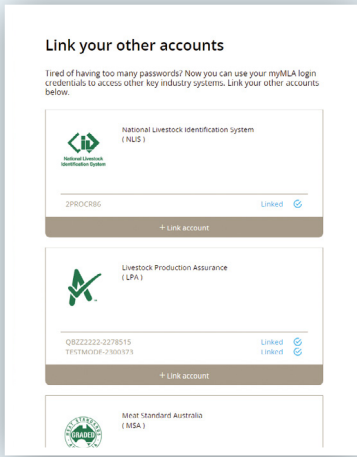 Link your other accounts
Tired of having too many passwords? Now you can use your myMLA login
credentials to access other key industry systems. Link your other accounts
below.
National Livestock Identification System
( NLIS )
National Livestock
Identification System
2PROCR86
Linked
+ Link account
Livestock Production Assurance
( LPA )
QBZZ2222-2278515 Linked
TESTMODE-2300373 Linked
+ Link account
Meat Standard Australia
( MSA )
MEAT STANDARDS
GRADED